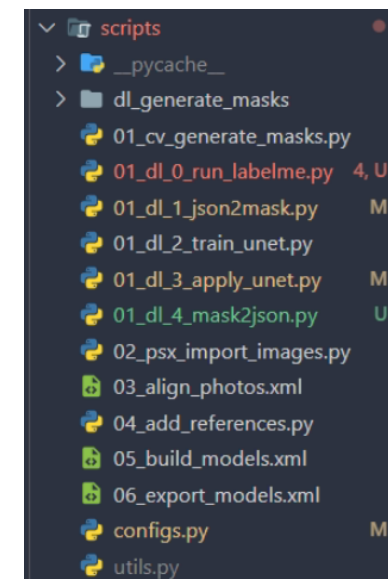 scripts
__pycache__
dl_generate_masks
01_cv_generate_masks.py
01_dl_0_run_labelme.py 4, U
01_dl_1_json2mask.py M
01_dl_2_train_unet.py
01_dl_3_apply_unet.py M
01_dl_4_mask2json.py U
02_psx_import_images.py
03_align_photos.xml
04_add_references.py
05_build_models.xml
06_export_models.xml
configs.py M
utils.py